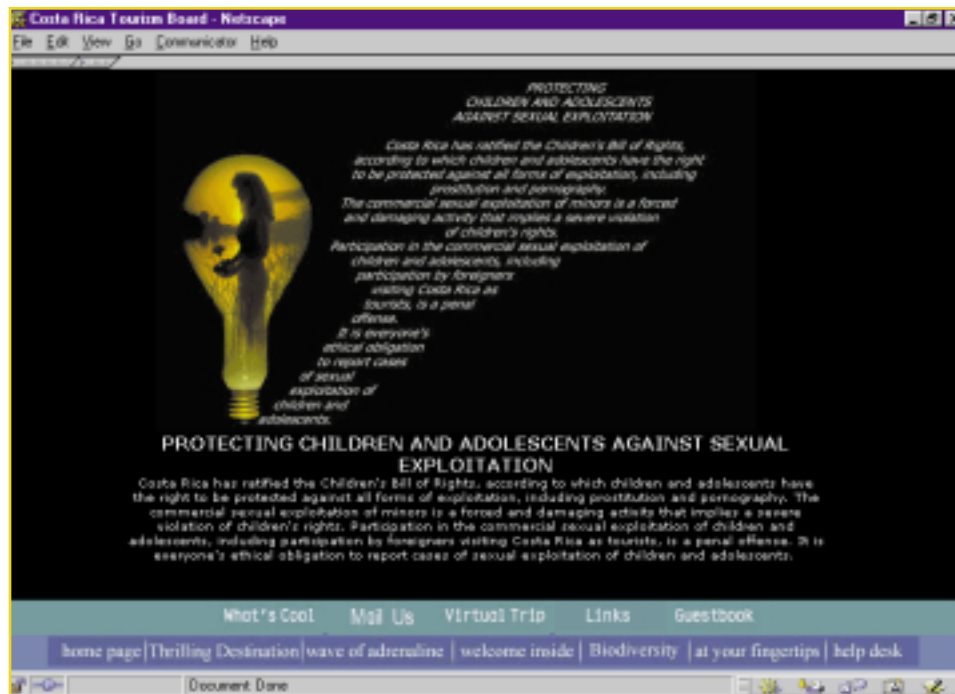 Costa Rica Tourism Board - Netscape
File Edit View Go Communicator Help
PROTECTING
CHILDREN AND ADOLESCENTS
AGAINST SEXUAL EXPLOITATION
Costa Rica has ratified the Children's Bill of Rights,
according to which children and adolescents have the right
to be protected against all forms of exploitation, including
prostitution and pornography.
The commercial sexual exploitation of minors is a forced
and damaging activity that implies a severe violation
of children's rights.
Participation in the commercial sexual exploitation of
children and adolescents, including
participation by foreigners
visiting Costa Rica as
tourists, is a penal
offense.
It is everyone's
ethical obligation
to report cases
of sexual
exploitation of
children and
adolescents.
PROTECTING CHILDREN AND ADOLESCENTS AGAINST SEXUAL
EXPLOITATION
Costa Rica has ratified the Children's Bill of Rights, according to which children and adolescents have
the right to be protected against all forms of exploitation, including prostitution and pornography. The
commercial sexual exploitation of minors is a forced and damaging activity that implies a severe
violation of children's rights. Participation in the commercial sexual exploitation of children and
adolescents, including participation by foreigners visiting Costa Rica as tourists, is a penal offense. It is
everyone's ethical obligation to report cases of sexual exploitation of children and adolescents.
What's Cool Mail Us Virtual Trip Links Guestbook
home page | Thrilling Destination | wave of adrenaline | welcome inside | Biodiversity | at your fingertips | help desk
Document Done